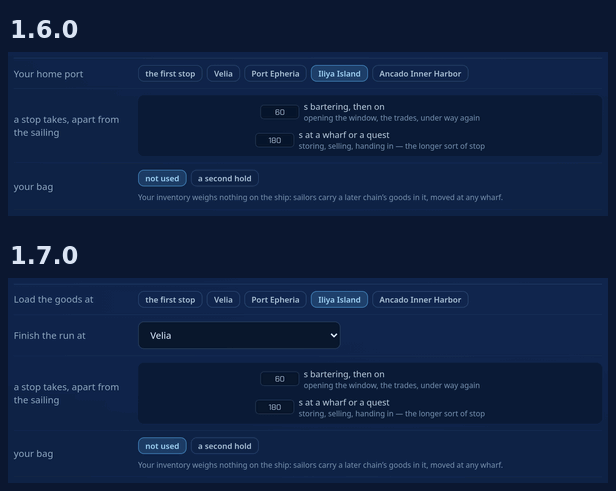 1.6.0
Your home port
the first stop Velia Port Epheria Iliya Island Ancado Inner Harbor
a stop takes, apart from
the sailing
60 s bartering, then on
opening the window, the trades, under way again
180 s at a wharf or a quest
storing, selling, handing in — the longer sort of stop
your bag
not used a second hold
Your inventory weighs nothing on the ship: sailors carry a later chain's goods in it, moved at any wharf.
1.7.0
Load the goods at
the first stop Velia Port Epheria Iliya Island Ancado Inner Harbor
Finish the run at
Velia
a stop takes, apart from
the sailing
60 s bartering, then on
opening the window, the trades, under way again
180 s at a wharf or a quest
storing, selling, handing in — the longer sort of stop
your bag
not used a second hold
Your inventory weighs nothing on the ship: sailors carry a later chain's goods in it, moved at any wharf.